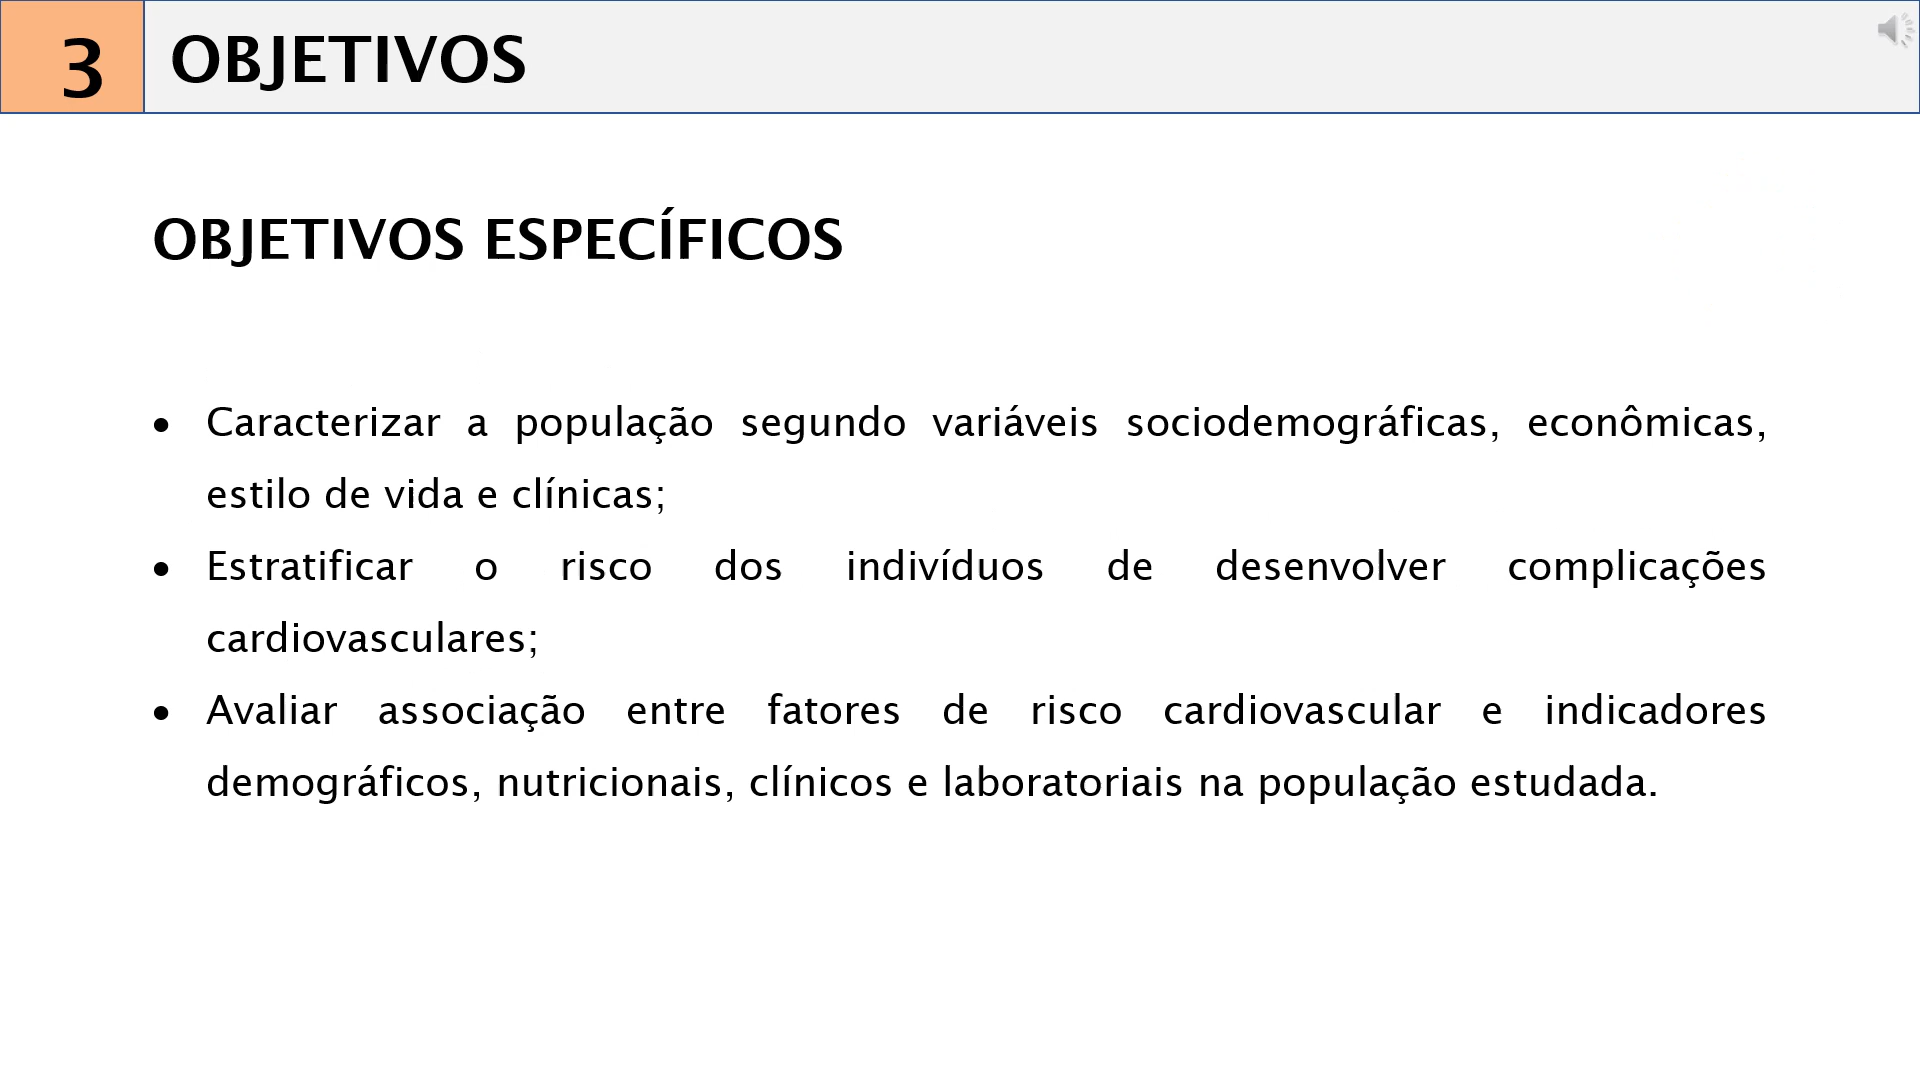 3 OBJETIVOS
OBJETIVOS ESPECÍFICOS
• Caracterizar a população segundo variáveis sociodemográficas, econômicas,
estilo de vida e clínicas;
• Estratificar o risco dos indivíduos de desenvolver complicações
cardiovasculares;
• Avaliar associação entre fatores de risco cardiovascular e indicadores
demográficos, nutricionais, clínicos e laboratoriais na população estudada.